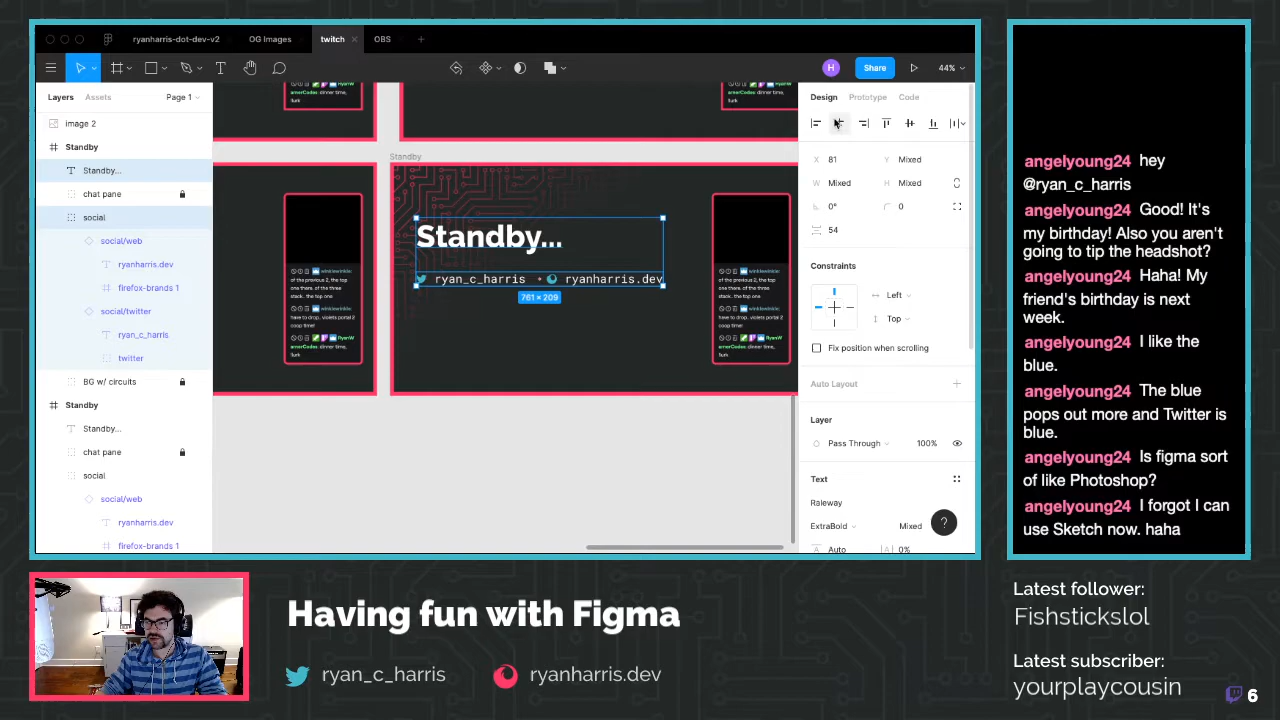 ryanharris-dot-dev-v2
OG Images
twitch
OBS
H
Share
44%
Layers
Assets
Page 1
image 2
Standby
Standby...
chat pane
social
social/web
ryanharris.dev
firefox-brands 1
social/twitter
ryan_c_harris
twitter
BG w/ circuits
Standby
Standby...
chat pane
social
social/web
ryanharris.dev
firefox-brands 1
Standby
Standby...
ryan_c_harris
ryanharris.dev
761 × 209
Design
Prototype
Code
X 81
Y Mixed
W Mixed
H Mixed
0°
0
54
Constraints
Left
Top
Fix position when scrolling
Auto Layout
Layer
Pass Through
100%
Text
Raleway
ExtraBold
Mixed
Auto
0%
?
angelyoung24 hey
@ryan_c_harris
angelyoung24 Good! It's
my birthday! Also you aren't
going to tip the headshot?
angelyoung24 Haha! My
friend's birthday is next
week.
angelyoung24 I like the
blue.
angelyoung24 The blue
pops out more and Twitter is
blue.
angelyoung24 Is figma sort
of like Photoshop?
angelyoung24 I forgot I can
use Sketch now. haha
Having fun with Figma
ryan_c_harris
ryanharris.dev
Latest follower:
Fishstickslol
Latest subscriber:
yourplaycousin
6